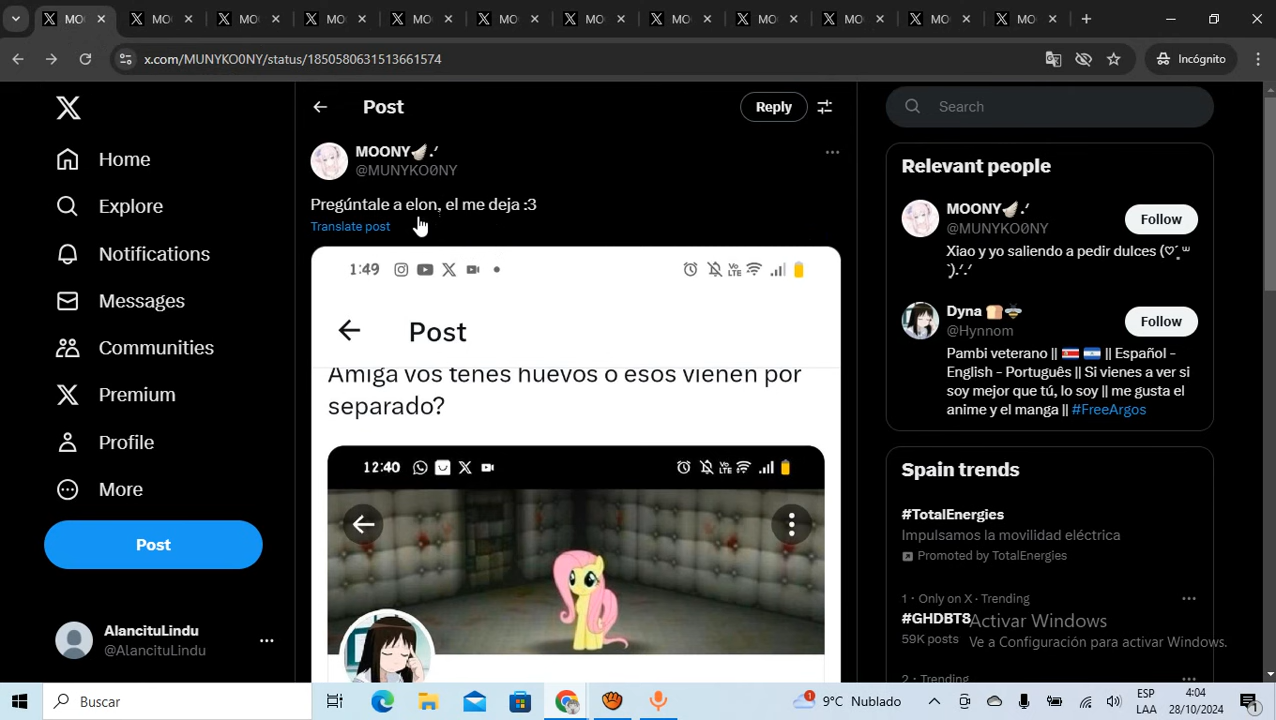 MO
MO
MO
MO
MO
MO
MO
MO
MO
MO
MO
MO
x.com/MUNYKO0NY/status/1850580631513661574
Incógnito
Home
Explore
Notifications
Messages
Communities
Premium
Profile
More
Post
AlancituLindu
@AlancituLindu
Post
Reply
MOONY🪽.ᐟ
@MUNYKO0NY
Pregúntale a elon, el me deja :3
Translate post
1:49
Vo
LTE
Post
Amiga vos tenes huevos o esos vienen por
separado?
12:40
Vo
LTE
Search
Relevant people
MOONY🪽.ᐟ
@MUNYKO0NY
Follow
Xiao y yo saliendo a pedir dulces
Dyna 🍞🐝
@Hynnom
Follow
Pambi veterano || 🇨🇷 🇳🇮 || Español -
English - Português || Si vienes a ver si
soy mejor que tú, lo soy || me gusta el
anime y el manga || #FreeArgos
Spain trends
#TotalEnergies
Impulsamos la movilidad eléctrica
Promoted by TotalEnergies
1 · Only on X · Trending
#GHDBT8
59K posts
2 · Trending
Activar Windows
Ve a Configuración para activar Windows.
Buscar
1
9°C Nublado
ESP
LAA
4:04
28/10/2024
1